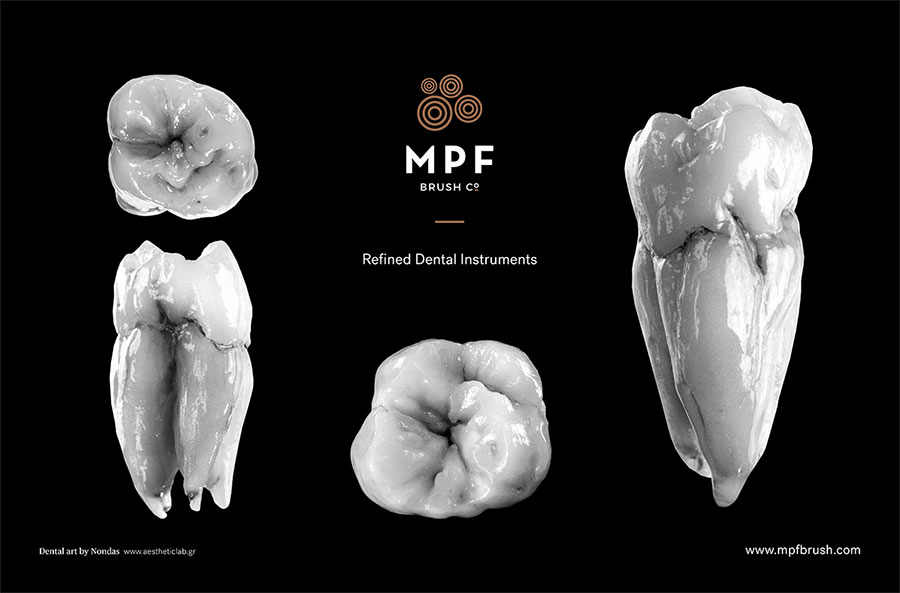 MPF
BRUSH Cº
Refined Dental Instruments
Dental art by Nondas www.aestheticlab.gr
www.mpfbrush.com